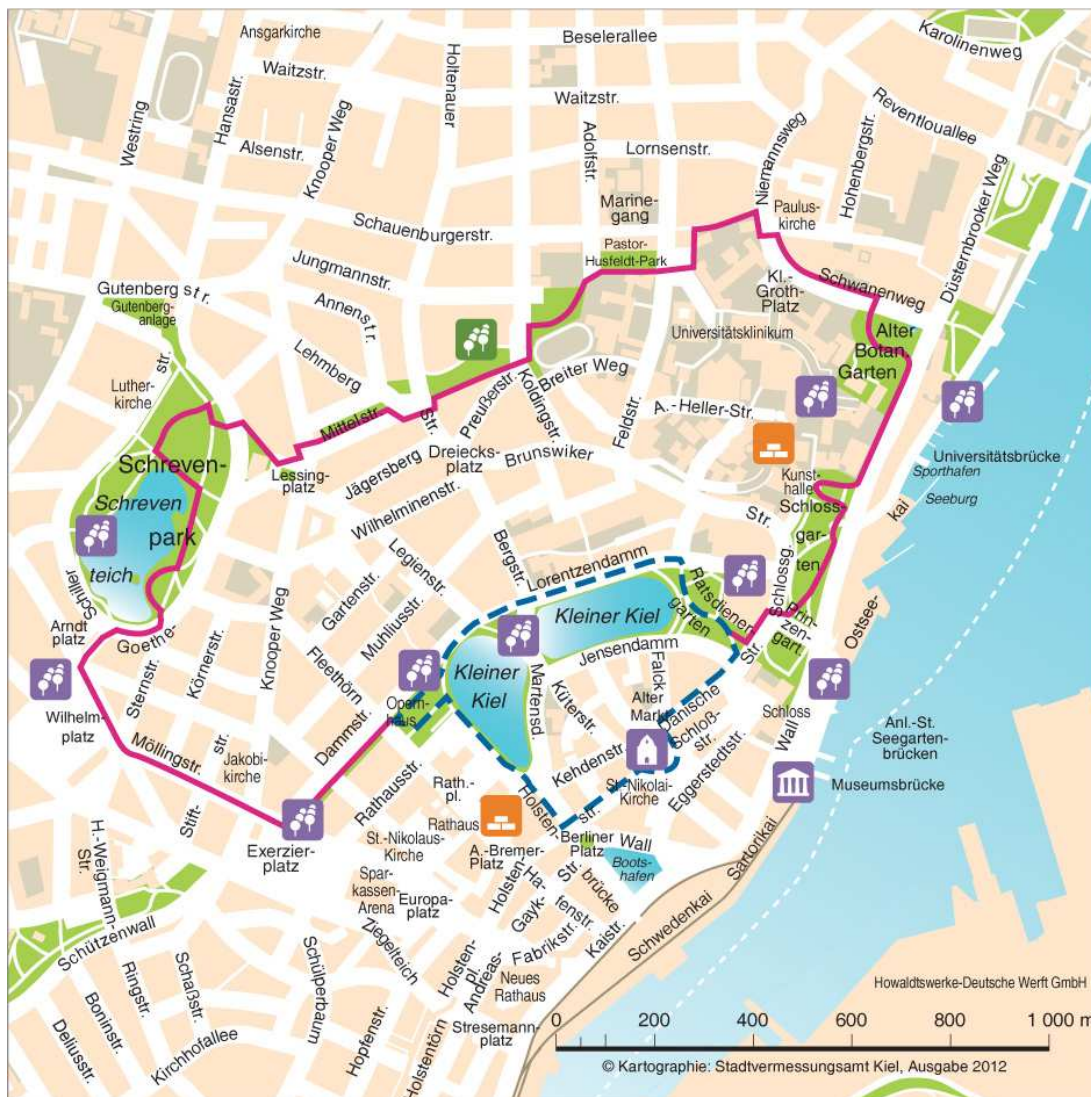 Ansgarkirche
Beselerallee
Karolinenweg
Waitzstr.
Waitzstr.
Holtenauer
Westring
Hansastr.
Knooper Weg
Alsenstr.
Adolfstr.
Lornsenstr.
Niemannsweg
Hohenbergstr.
Reventlouallee
Düsternbrooker Weg
Marine-
gang
Paulus-
kirche
Schauenburgerstr.
Pastor-
Husfeldt-Park
Jungmannstr.
Kl.-
Groth-
Platz
Schwanenweg
Gutenberg str.
Gutenberg-
anlage
Annenstr.
Universitätsklinikum
Alter
Botan.
Garten
str.
Luther-
kirche
Lehmberg
Mittelstr.
Str.
Preußerstr.
Koldingstr.
Breiter Weg
Feldstr.
A.-Heller-Str.
Dreiecks-
platz
Brunswiker
Universitätsbrücke
Sporthafen
Seeburg
Kunst-
halle
Schreven-
park
Schreven
teich
Lessing-
platz
Jägersberg
Wilhelminenstr.
Str.
Schloss-
gar-
ten
kai
Ostsee-
Bergstr.
Lorentzendamm
Legienstr.
Gartenstr.
Muhliusstr.
Ratsdienen
garten
Schlossg.
Prin-
zen-
gart.
Schiller
Arndt
platz
Goethe-
Kleiner Kiel
Jensendamm
Str.
Knooper Weg
Körnerstr.
Sternstr.
Fleethörn
Kleiner
Kiel
Martensd.
Falck
Küterstr.
Alter
Markt
Dänische
Schloß-
str.
Opern-
haus
Wilhelm-
platz
Möllingstr.
str.
Jakobi-
kirche
Dammstr.
Schloss
Wall
Anl.-St.
Seegarten-
brücken
Museumsbrücke
Kehdenstr.
St.-Nikolai-
Kirche
Eggerstedtstr.
Rathausstr.
Rath.-
pl.
Rathaus
Holsten-
str.
Stift-
Exerzier-
platz
St.-Nikolaus-
Kirche
A.-Bremer-
Platz
Berliner
Platz
Wall
Boots-
hafen
Sartorikai
H.-Weigmann-
Str.
Spar-
kassen-
Arena
Europa-
platz
Holsten-
Str.
brücke
Ha-
fenstr.
Gayk-
Kaistr.
Schwedenkai
Ziegelteich
Fabrikstr.
Schützenwall
Holsten-
pl.
Andreas-
Neues
Rathaus
Howaldtswerke-Deutsche Werft GmbH
Schülperbaum
Schaßstr.
Ringstr.
Boninstr.
Deliusstr.
Kirchhofallee
Hopfenstr.
Holstentörn
Stresemann-
platz
0 200 400 600 800 1 000 m
© Kartographie: Stadtvermessungsamt Kiel, Ausgabe 2012